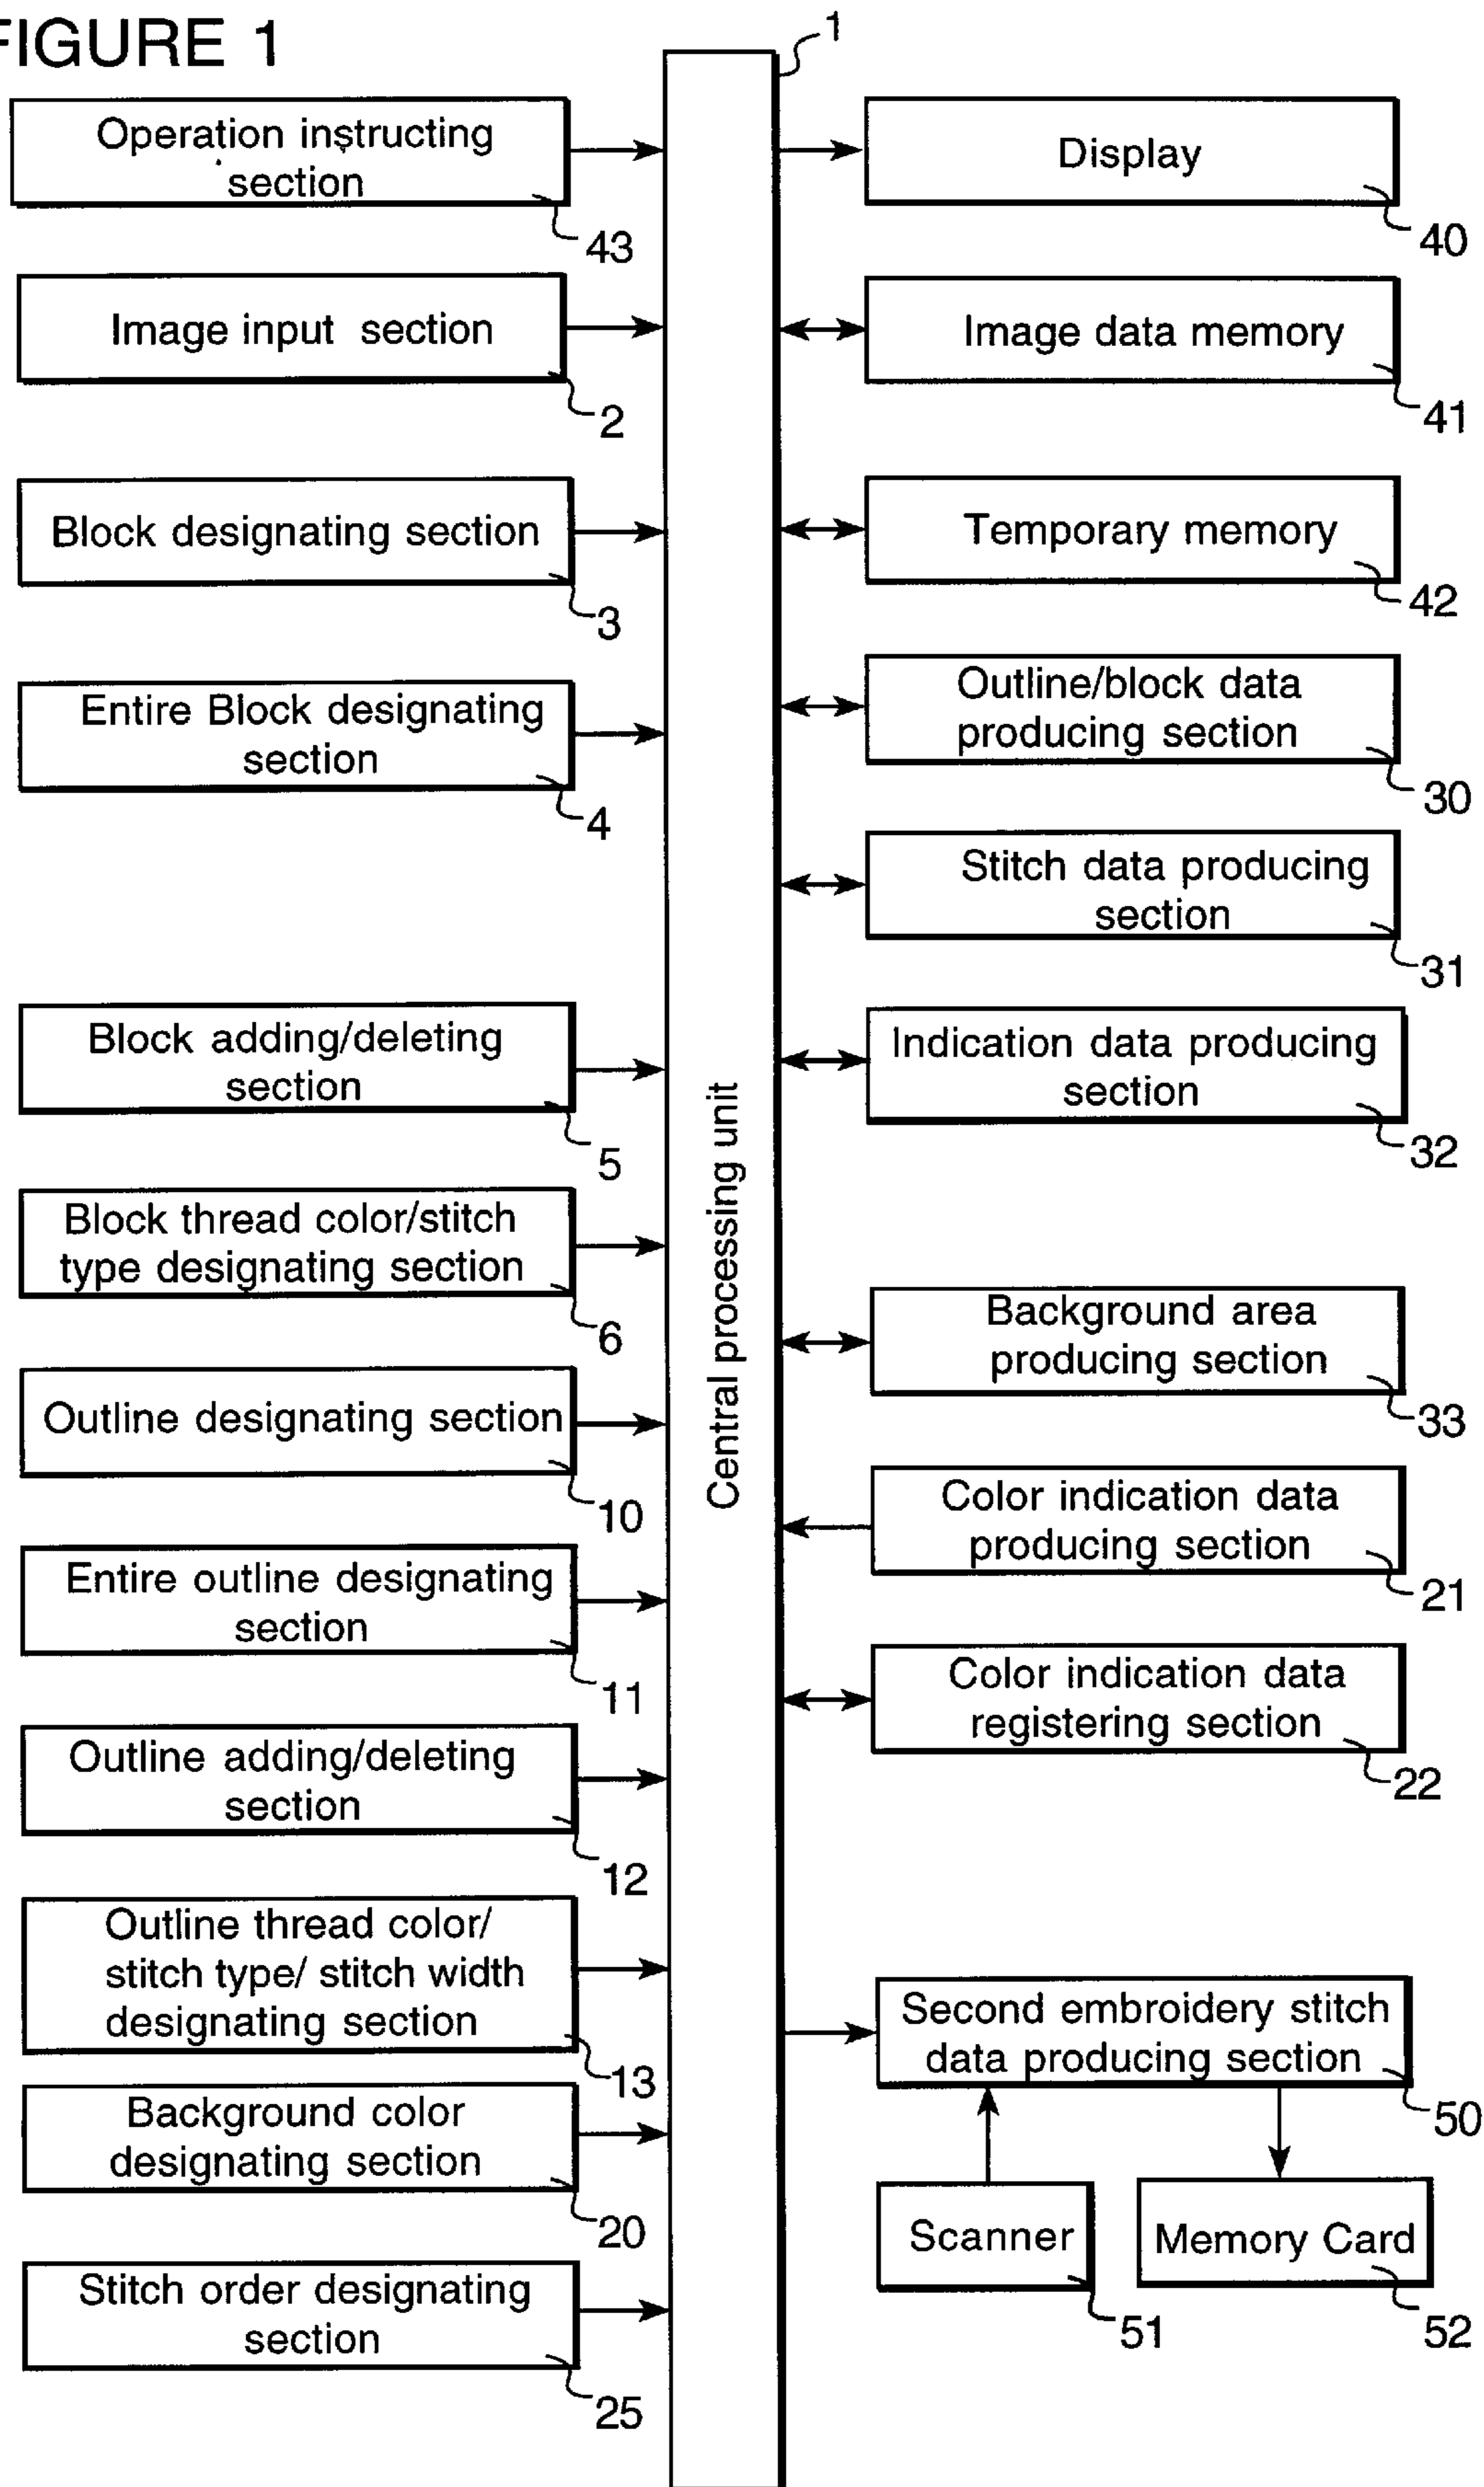 FIGURE 1
1
Operation instructing
section
43
Image input section
2
Block designating section
3
Entire Block designating
section
4
Block adding/deleting
section
5
Block thread color/stitch
type designating section
6
Outline designating section
10
Entire outline designating
section
11
Outline adding/deleting
section
12
Outline thread color/
stitch type/ stitch width
designating section
13
Background color
designating section
20
Stitch order designating
section
25
Central processing unit
Display
40
Image data memory
41
Temporary memory
42
Outline/block data
producing section
30
Stitch data producing
section
31
Indication data producing
section
32
Background area
producing section
33
Color indication data
producing section
21
Color indication data
registering section
22
Second embroidery stitch
data producing section
50
Scanner
51
Memory Card
52